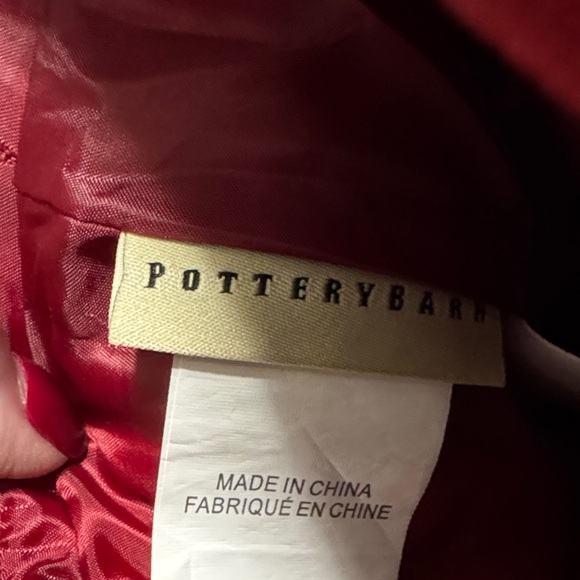 POTTERYBARN
MADE IN CHINA
FABRIQUÉ EN CHINE